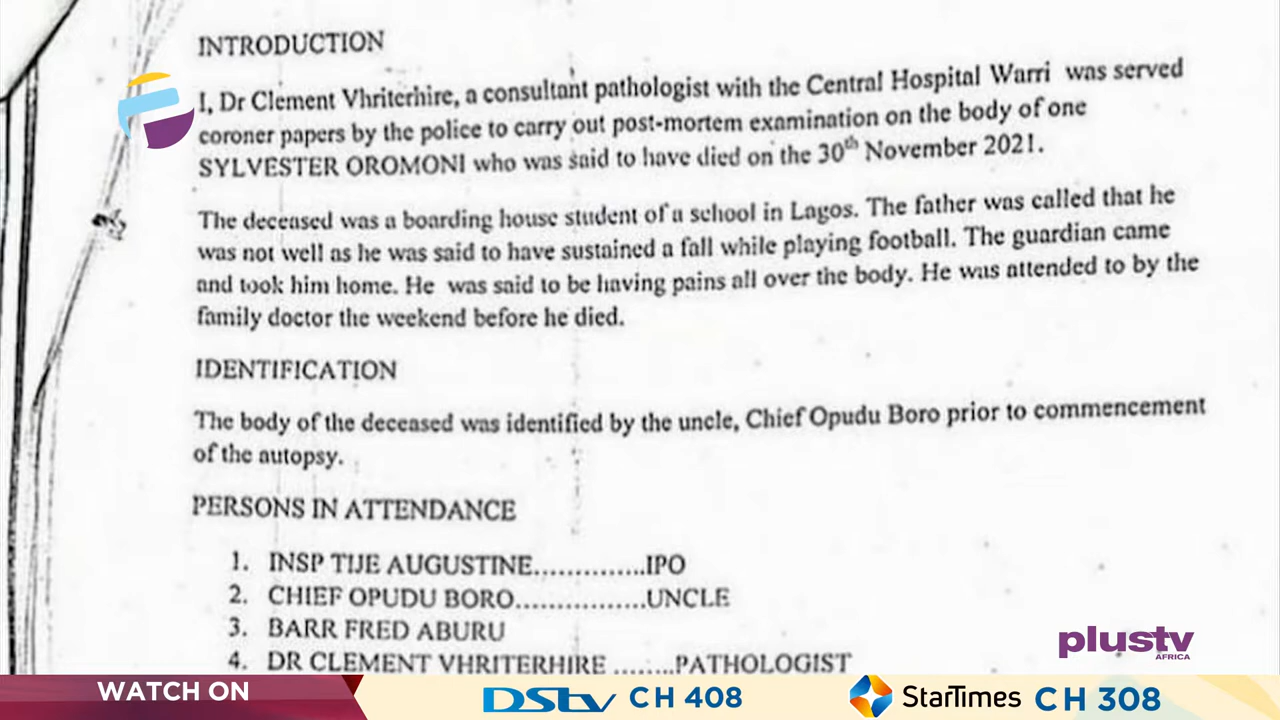 INTRODUCTION
I, Dr Clement Vhriterhire, a consultant pathologist with the Central Hospital Warri was served
coroner papers by the police to carry out post-mortem examination on the body of one
SYLVESTER OROMONI who was said to have died on the 30th November 2021.
The deceased was a boarding house student of a school in Lagos. The father was called that he
was not well as he was said to have sustained a fall while playing football. The guardian came
and took him home. He was said to be having pains all over the body. He was attended to by the
family doctor the weekend before he died.
IDENTIFICATION
The body of the deceased was identified by the uncle, Chief Opudu Boro prior to commencement
of the autopsy.
PERSONS IN ATTENDANCE
1. INSP TIJE AUGUSTINE..............IPO
2. CHIEF OPUDU BORO................UNCLE
3. BARR FRED ABURU
4. DR CLEMENT VHRITERHIRE ........PATHOLOGIST
plustv
AFRICA
WATCH ON DStv CH 408 StarTimes CH 308